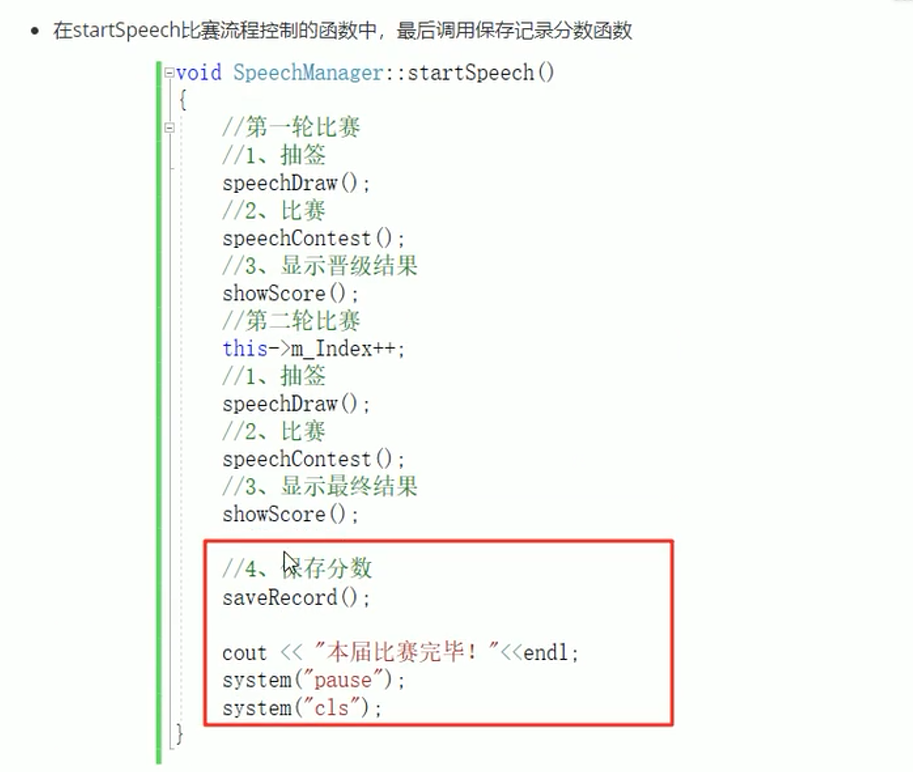 在startSpeech比赛流程控制的函数中，最后调用保存记录分数函数
void SpeechManager::startSpeech()
{
//第一轮比赛
//1、抽签
speechDraw();
//2、比赛
speechContest();
//3、显示晋级结果
showScore();
//第二轮比赛
this->m_Index++;
//1、抽签
speechDraw();
//2、比赛
speechContest();
//3、显示最终结果
showScore();
//4、保存分数
saveRecord();
cout << "本届比赛完毕！"<<endl;
system("pause");
system("cls");
}